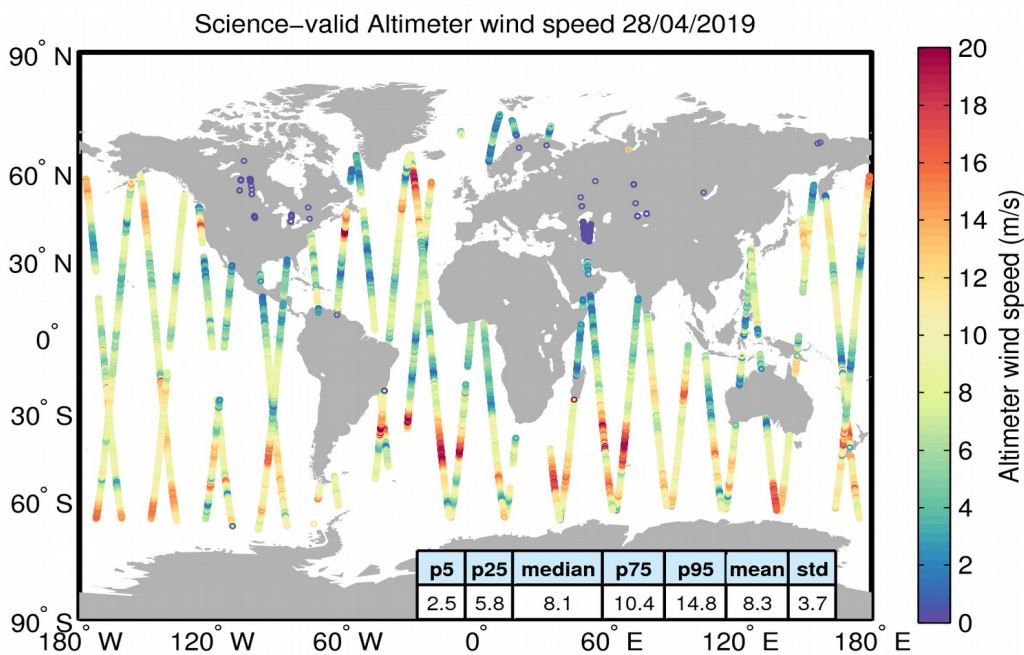 Science−valid Altimeter wind speed 28/04/2019
90° N
60° N
30° N
0°
30° S
60° S
90° S
180° W
120° W
60° W
0°
60° E
120° E
180° E
20
18
16
14
12
10
8
6
4
2
0
Altimeter wind speed (m/s)
p5 p25 median p75 p95 mean std
2.5 5.8 8.1 10.4 14.8 8.3 3.7